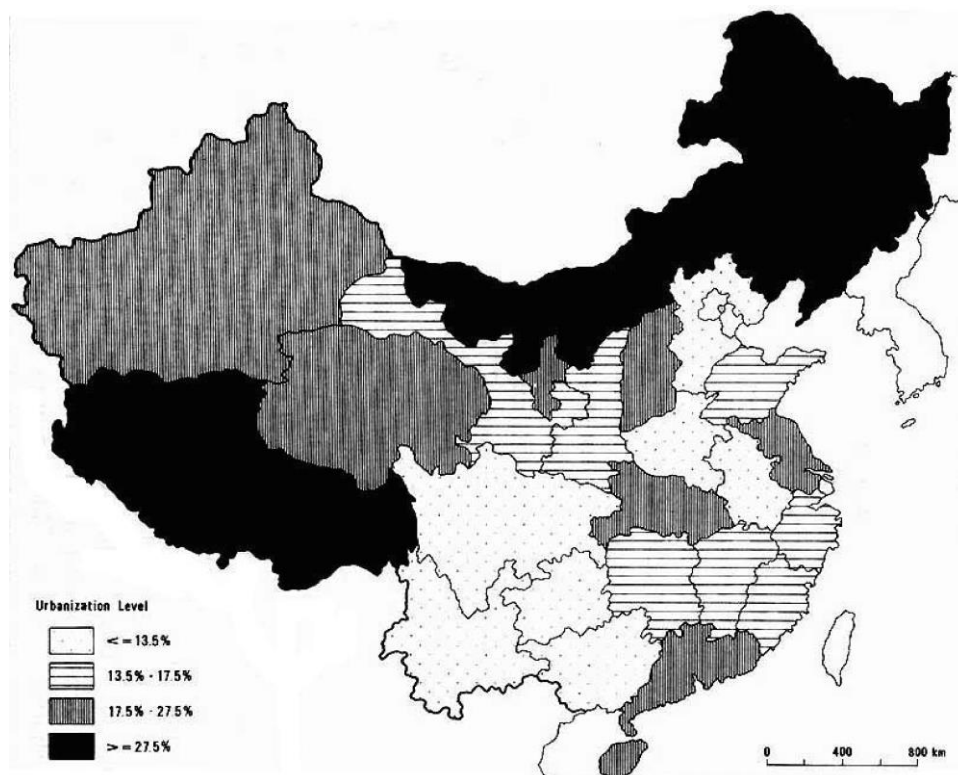 Urbanization Level
<=13.5%
13.5% - 17.5%
17.5% - 27.5%
>=27.5%
0 400 800 km